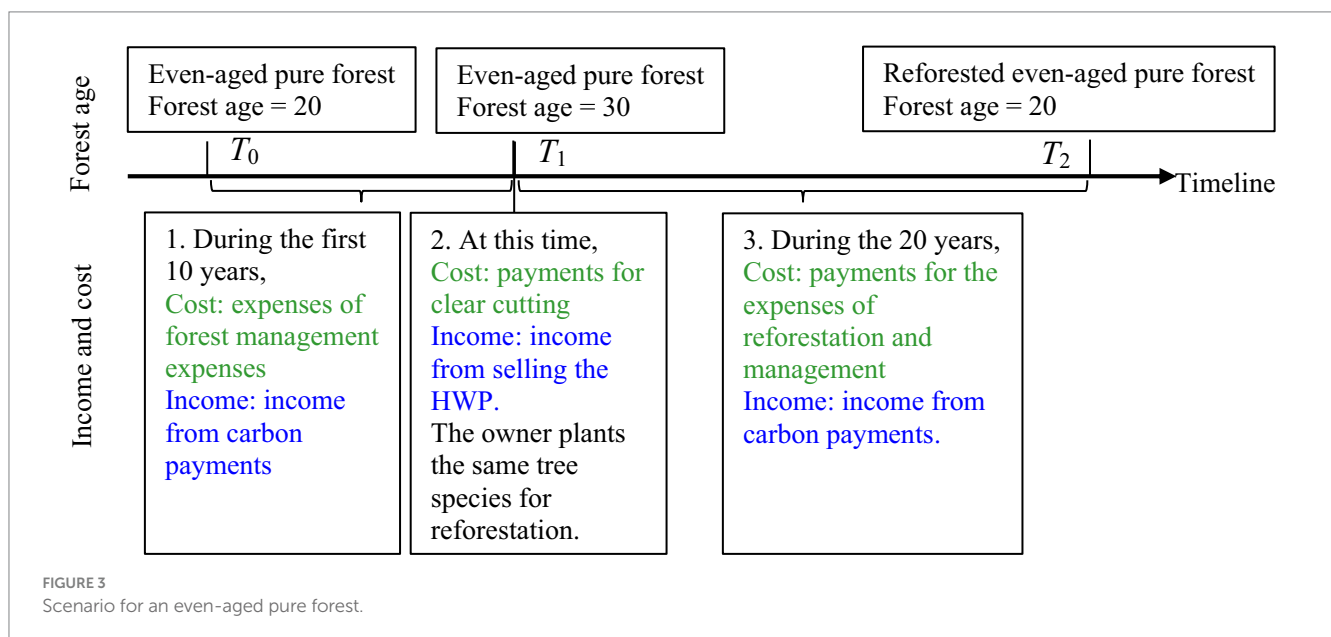 Forest age
Even-aged pure forest
Forest age = 20
Even-aged pure forest
Forest age = 30
Reforested even-aged pure forest
Forest age = 20
T0
T1
T2
Timeline
Income and cost
1. During the first
10 years,
Cost: expenses of
forest management
expenses
Income: income
from carbon
payments
2. At this time,
Cost: payments for
clear cutting
Income: income
from selling the
HWP.
The owner plants
the same tree
species for
reforestation.
3. During the 20 years,
Cost: payments for the
expenses of
reforestation and
management
Income: income from
carbon payments.
FIGURE 3
Scenario for an even-aged pure forest.